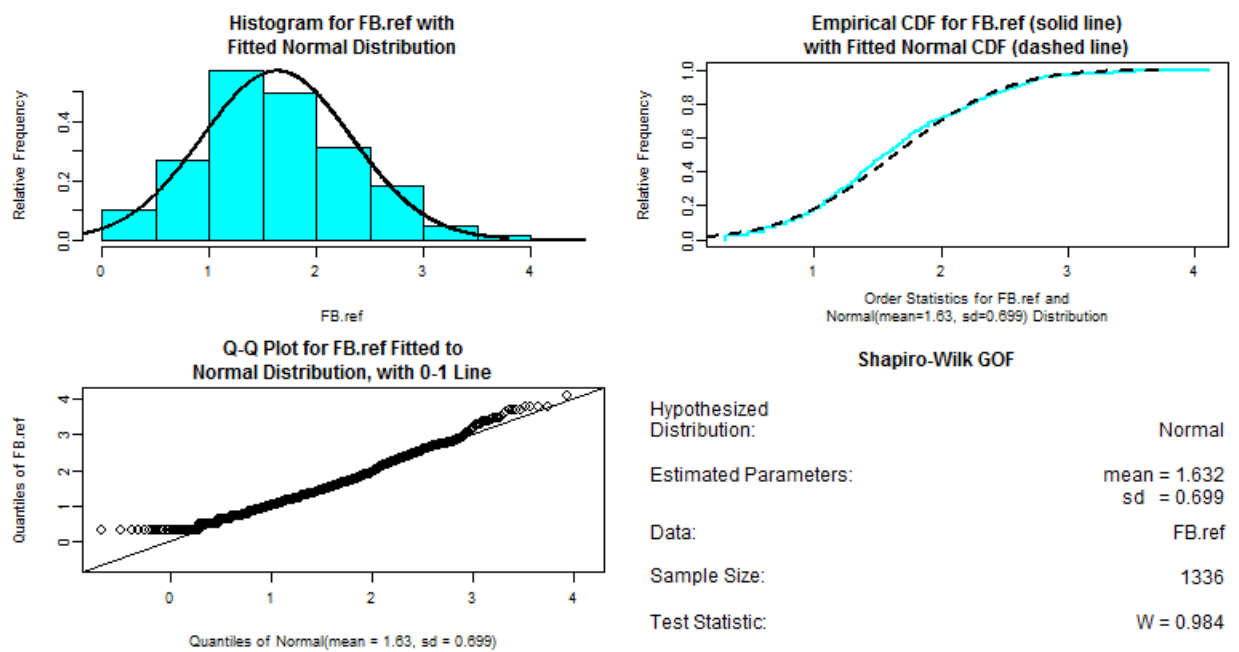 Histogram for FB.ref with
Fitted Normal Distribution
Relative Frequency
0.0
0.2
0.4
0
1
2
3
4
FB.ref
Empirical CDF for FB.ref (solid line)
with Fitted Normal CDF (dashed line)
Relative Frequency
0.0
0.2
0.4
0.6
0.8
1.0
1
2
3
4
Order Statistics for FB.ref and
Normal(mean=1.63, sd=0.699) Distribution
Q-Q Plot for FB.ref Fitted to
Normal Distribution, with 0-1 Line
Quantiles of FB.ref
4
3
2
1
0
0
1
2
3
4
Quantiles of Normal(mean = 1.63, sd = 0.699)
Shapiro-Wilk GOF
Hypothesized
Distribution: Normal
Estimated Parameters: mean = 1.632
sd = 0.699
Data: FB.ref
Sample Size: 1336
Test Statistic: W = 0.984